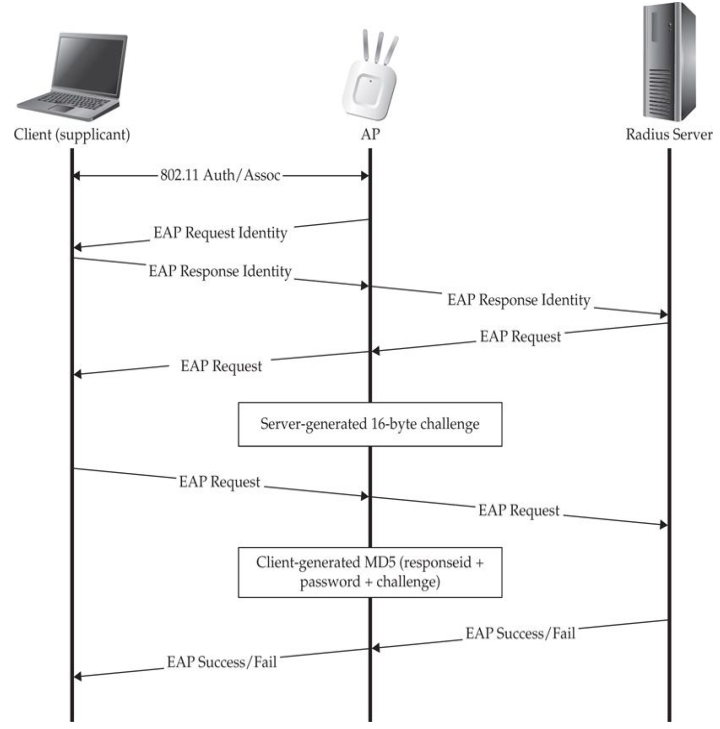 Client (supplicant)
AP
Radius Server
802.11 Auth/Assoc
EAP Request Identity
EAP Response Identity
EAP Response Identity
EAP Request
EAP Request
Server-generated 16-byte challenge
EAP Request
EAP Request
Client-generated MD5 (responseid +
password + challenge)
EAP Success/Fail
EAP Success/Fail